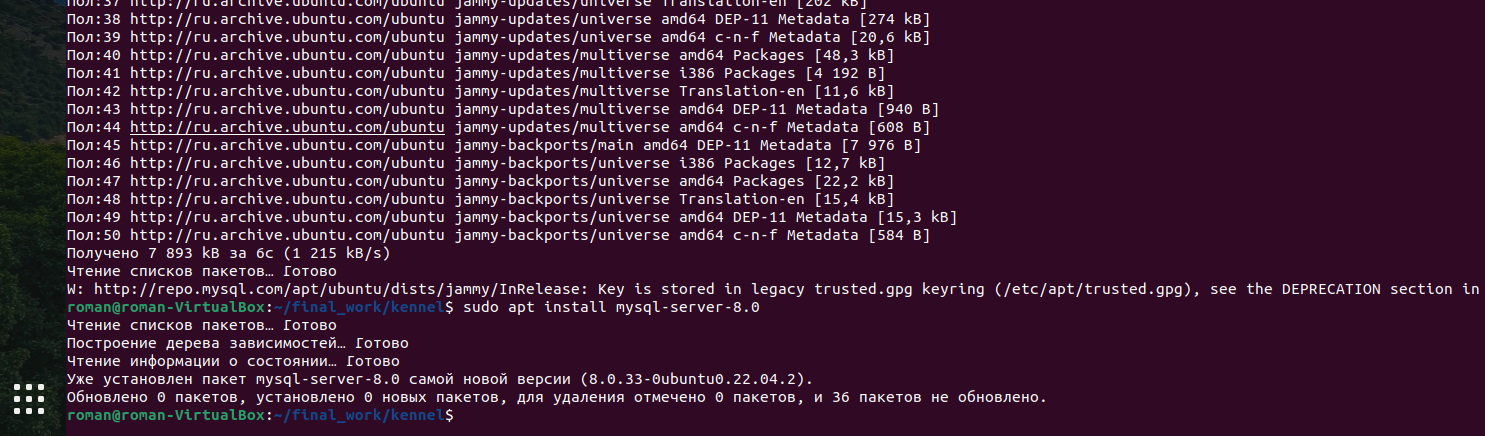 Пол:37 http://ru.archive.ubuntu.com/ubuntu jammy-updates/universe Translation-en [202 kB]
Пол:38 http://ru.archive.ubuntu.com/ubuntu jammy-updates/universe amd64 DEP-11 Metadata [274 kB]
Пол:39 http://ru.archive.ubuntu.com/ubuntu jammy-updates/universe amd64 c-n-f Metadata [20,6 kB]
Пол:40 http://ru.archive.ubuntu.com/ubuntu jammy-updates/multiverse amd64 Packages [48,3 kB]
Пол:41 http://ru.archive.ubuntu.com/ubuntu jammy-updates/multiverse i386 Packages [4 192 B]
Пол:42 http://ru.archive.ubuntu.com/ubuntu jammy-updates/multiverse Translation-en [11,6 kB]
Пол:43 http://ru.archive.ubuntu.com/ubuntu jammy-updates/multiverse amd64 DEP-11 Metadata [940 B]
Пол:44 http://ru.archive.ubuntu.com/ubuntu jammy-updates/multiverse amd64 c-n-f Metadata [608 B]
Пол:45 http://ru.archive.ubuntu.com/ubuntu jammy-backports/main amd64 DEP-11 Metadata [7 976 B]
Пол:46 http://ru.archive.ubuntu.com/ubuntu jammy-backports/universe i386 Packages [12,7 kB]
Пол:47 http://ru.archive.ubuntu.com/ubuntu jammy-backports/universe amd64 Packages [22,2 kB]
Пол:48 http://ru.archive.ubuntu.com/ubuntu jammy-backports/universe Translation-en [15,4 kB]
Пол:49 http://ru.archive.ubuntu.com/ubuntu jammy-backports/universe amd64 DEP-11 Metadata [15,3 kB]
Пол:50 http://ru.archive.ubuntu.com/ubuntu jammy-backports/universe amd64 c-n-f Metadata [584 B]
Получено 7 893 kB за 6с (1 215 kB/s)
Чтение списков пакетов… Готово
W: http://repo.mysql.com/apt/ubuntu/dists/jammy/InRelease: Key is stored in legacy trusted.gpg keyring (/etc/apt/trusted.gpg), see the DEPRECATION section in
roman@roman-VirtualBox:~/final_work/kennel$ sudo apt install mysql-server-8.0
Чтение списков пакетов… Готово
Построение дерева зависимостей… Готово
Чтение информации о состоянии… Готово
Уже установлен пакет mysql-server-8.0 самой новой версии (8.0.33-0ubuntu0.22.04.2).
Обновлено 0 пакетов, установлено 0 новых пакетов, для удаления отмечено 0 пакетов, и 36 пакетов не обновлено.
roman@roman-VirtualBox:~/final_work/kennel$